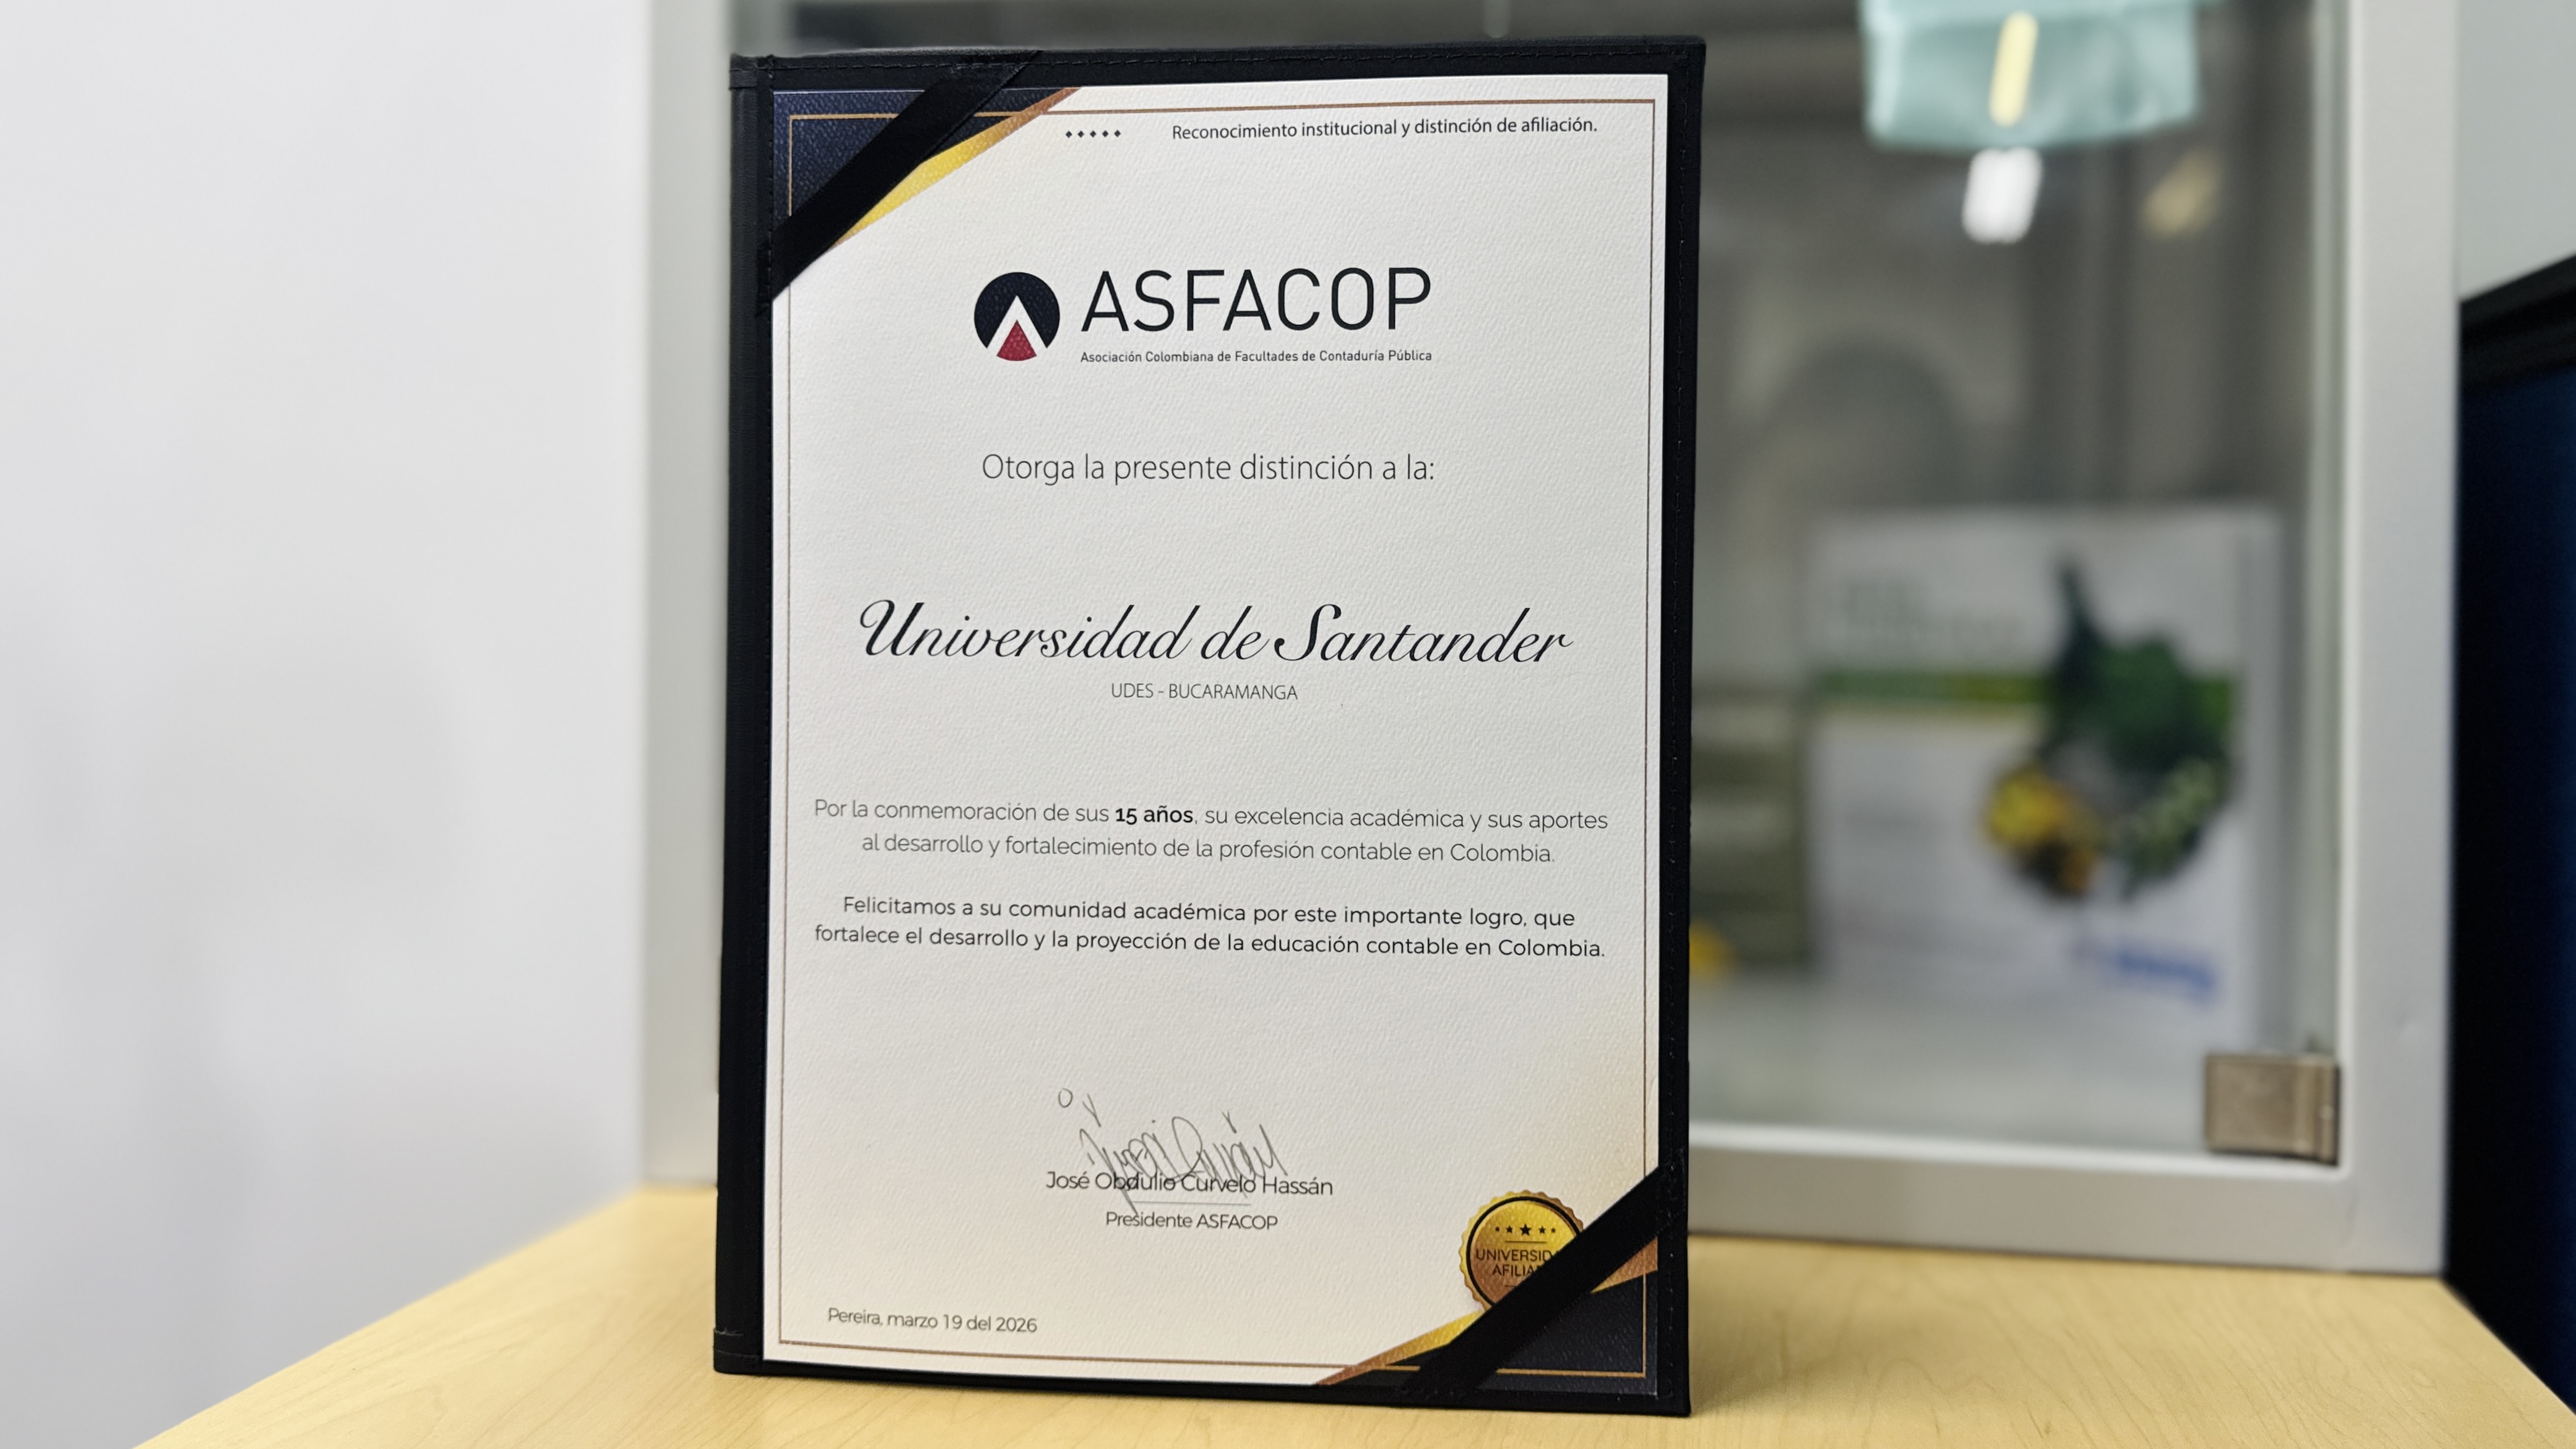 Reconocimiento institucional y distinción de afiliación.
ASFACOP
Asociación Colombiana de Facultades de Contaduría Pública
Otorga la presente distinción a la:
Universidad de Santander
UDES - BUCARAMANGA
Por la conmemoración de sus 15 años, su excelencia académica y sus aportes
al desarrollo y fortalecimiento de la profesión contable en Colombia.
Felicitamos a su comunidad académica por este importante logro, que
fortalece el desarrollo y la proyección de la educación contable en Colombia.
José Obdulio Curvelo Hassán
Presidente ASFACOP
Pereira, marzo 19 del 2026